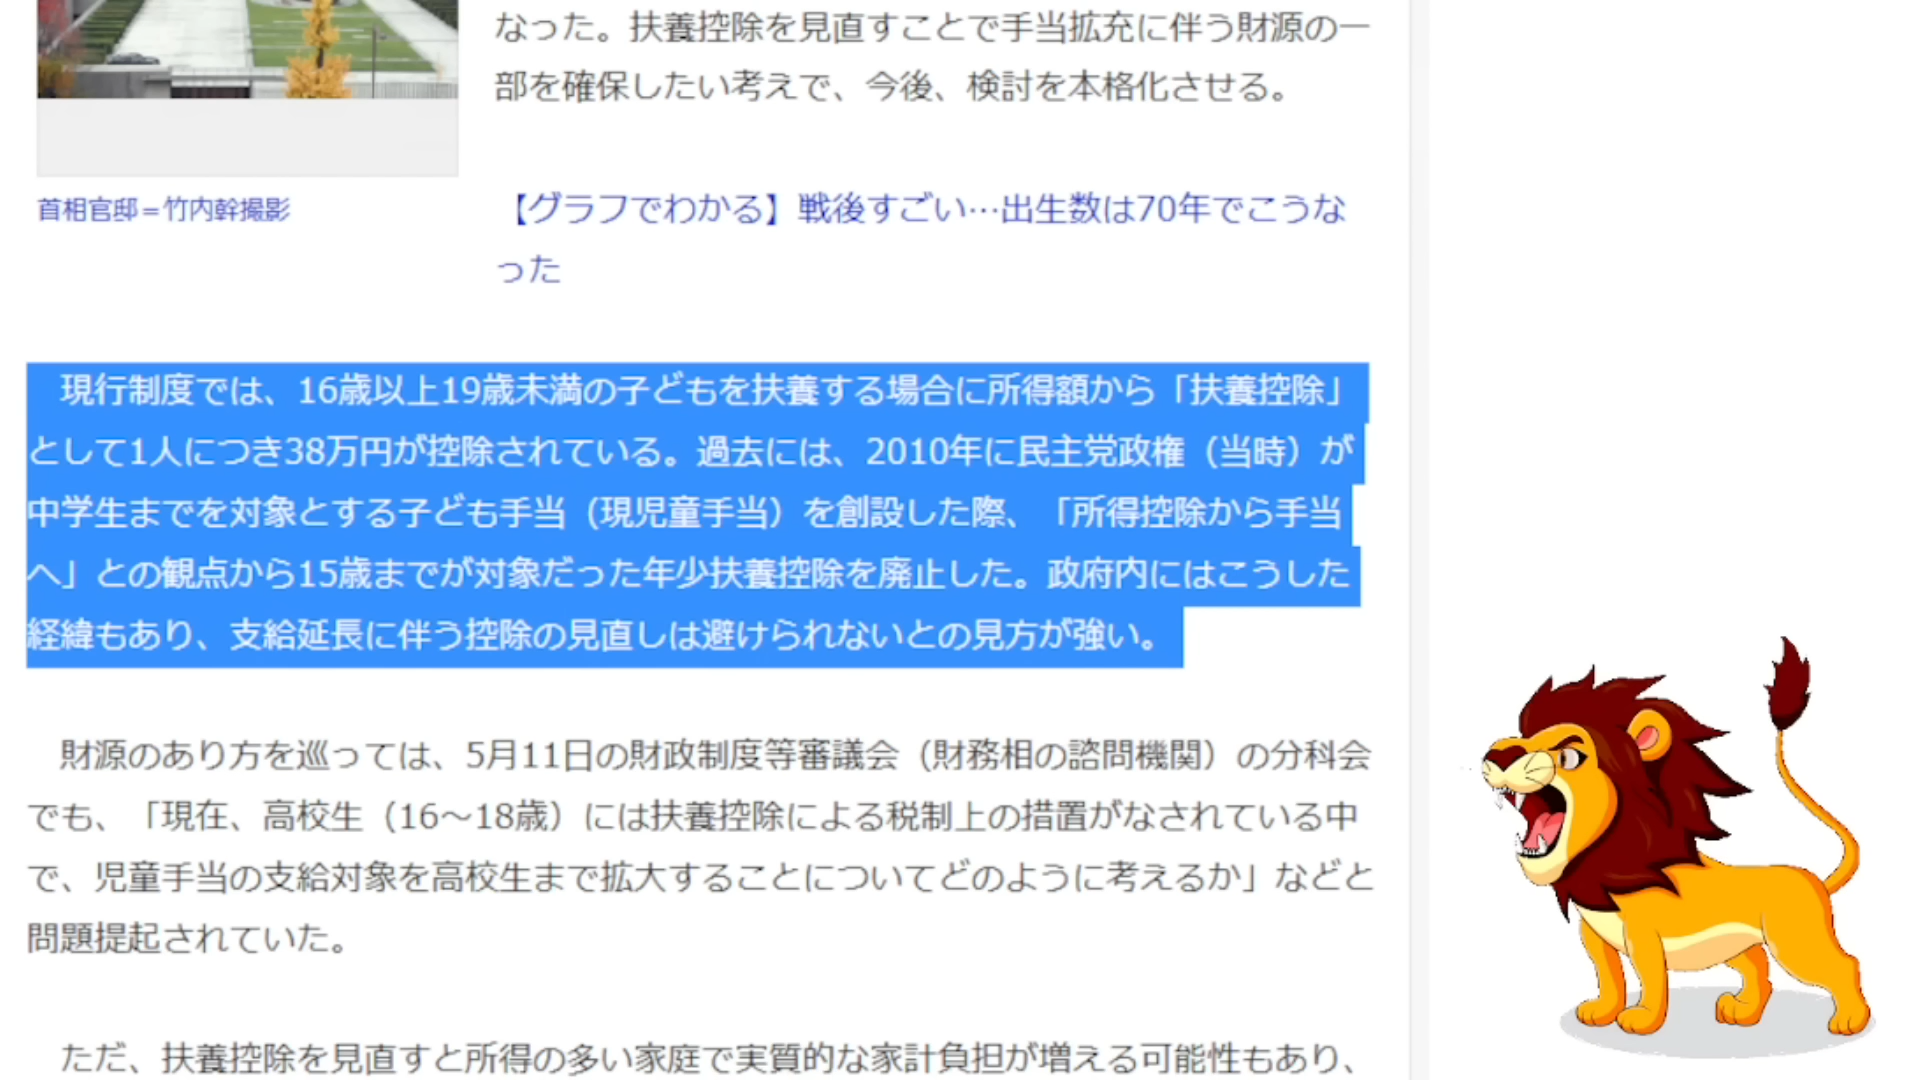 なった。扶養控除を見直すことで手当拡充に伴う財源の一
部を確保したい考えで、今後、検討を本格化させる。
首相官邸＝竹内幹撮影
【グラフでわかる】戦後すごい…出生数は70年でこうな
った
現行制度では、16歳以上19歳未満の子どもを扶養する場合に所得額から「扶養控除」
として1人につき38万円が控除されている。過去には、2010年に民主党政権（当時）が
中学生までを対象とする子ども手当（現児童手当）を創設した際、「所得控除から手当
へ」との観点から15歳までが対象だった年少扶養控除を廃止した。政府内にはこうした
経緯もあり、支給延長に伴う控除の見直しは避けられないとの見方が強い。
財源のあり方を巡っては、5月11日の財政制度等審議会（財務相の諮問機関）の分科会
でも、「現在、高校生（16～18歳）には扶養控除による税制上の措置がなされている中
で、児童手当の支給対象を高校生まで拡大することについてどのように考えるか」などと
問題提起されていた。
ただ、扶養控除を見直すと所得の多い家庭で実質的な家計負担が増える可能性もあり、